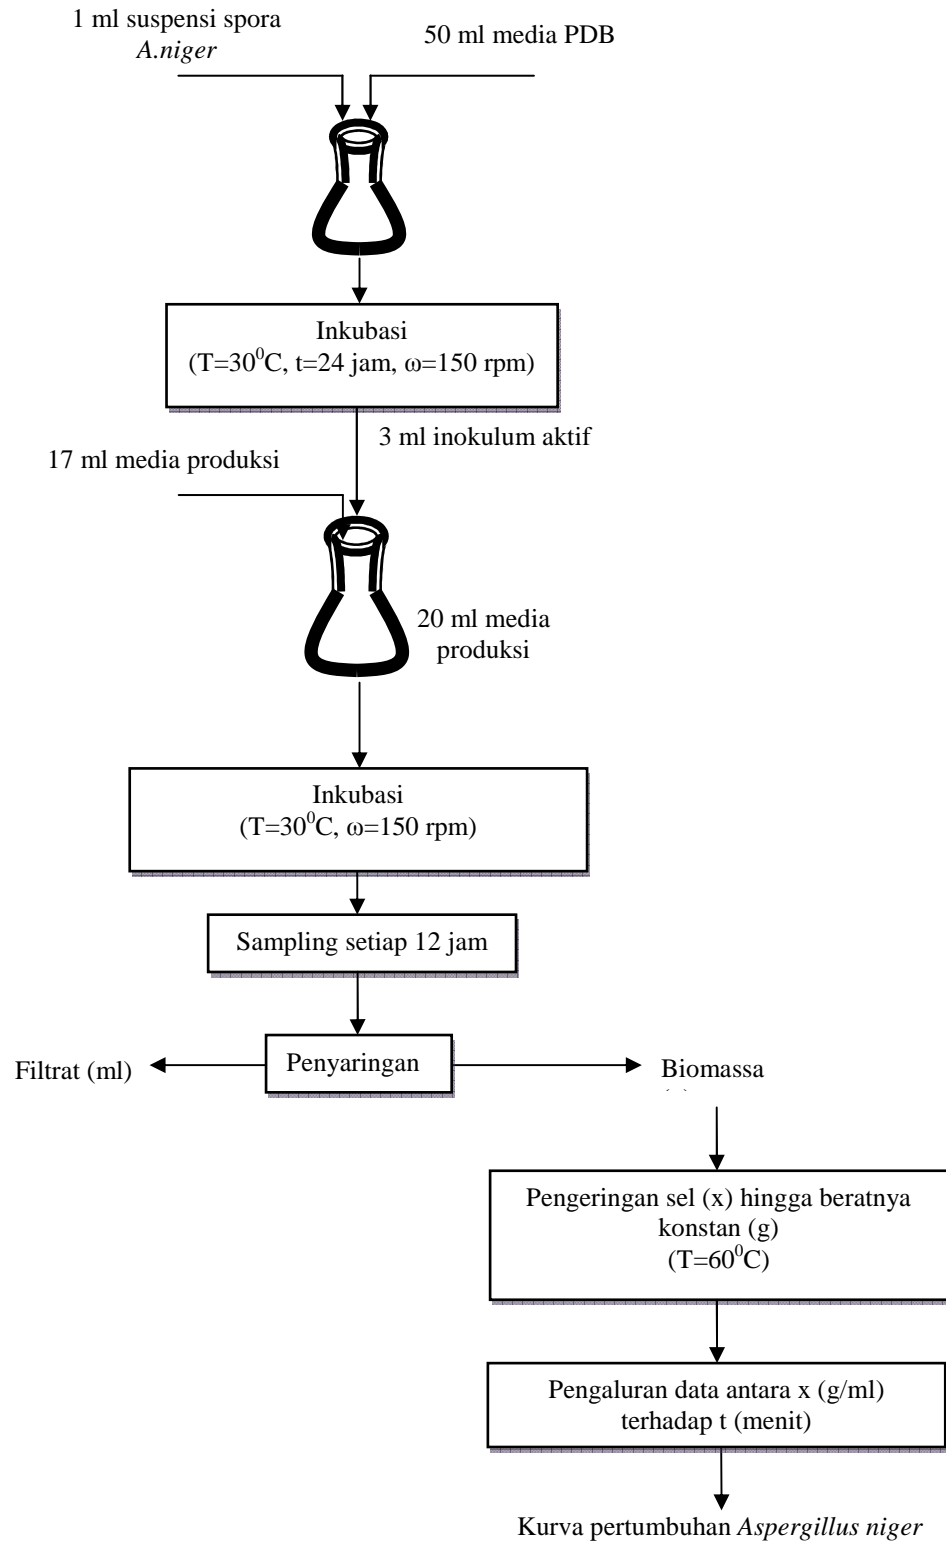 1 ml suspensi spora
A.niger
50 ml media PDB
Inkubasi
(T=30⁰C, t=24 jam, ω=150 rpm)
3 ml inokulum aktif
17 ml media produksi
20 ml media
produksi
Inkubasi
(T=30⁰C, ω=150 rpm)
Sampling setiap 12 jam
Penyaringan
Filtrat (ml)
Biomassa
Pengeringan sel (x) hingga beratnya
konstan (g)
(T=60⁰C)
Pengaluran data antara x (g/ml)
terhadap t (menit)
Kurva pertumbuhan Aspergillus niger